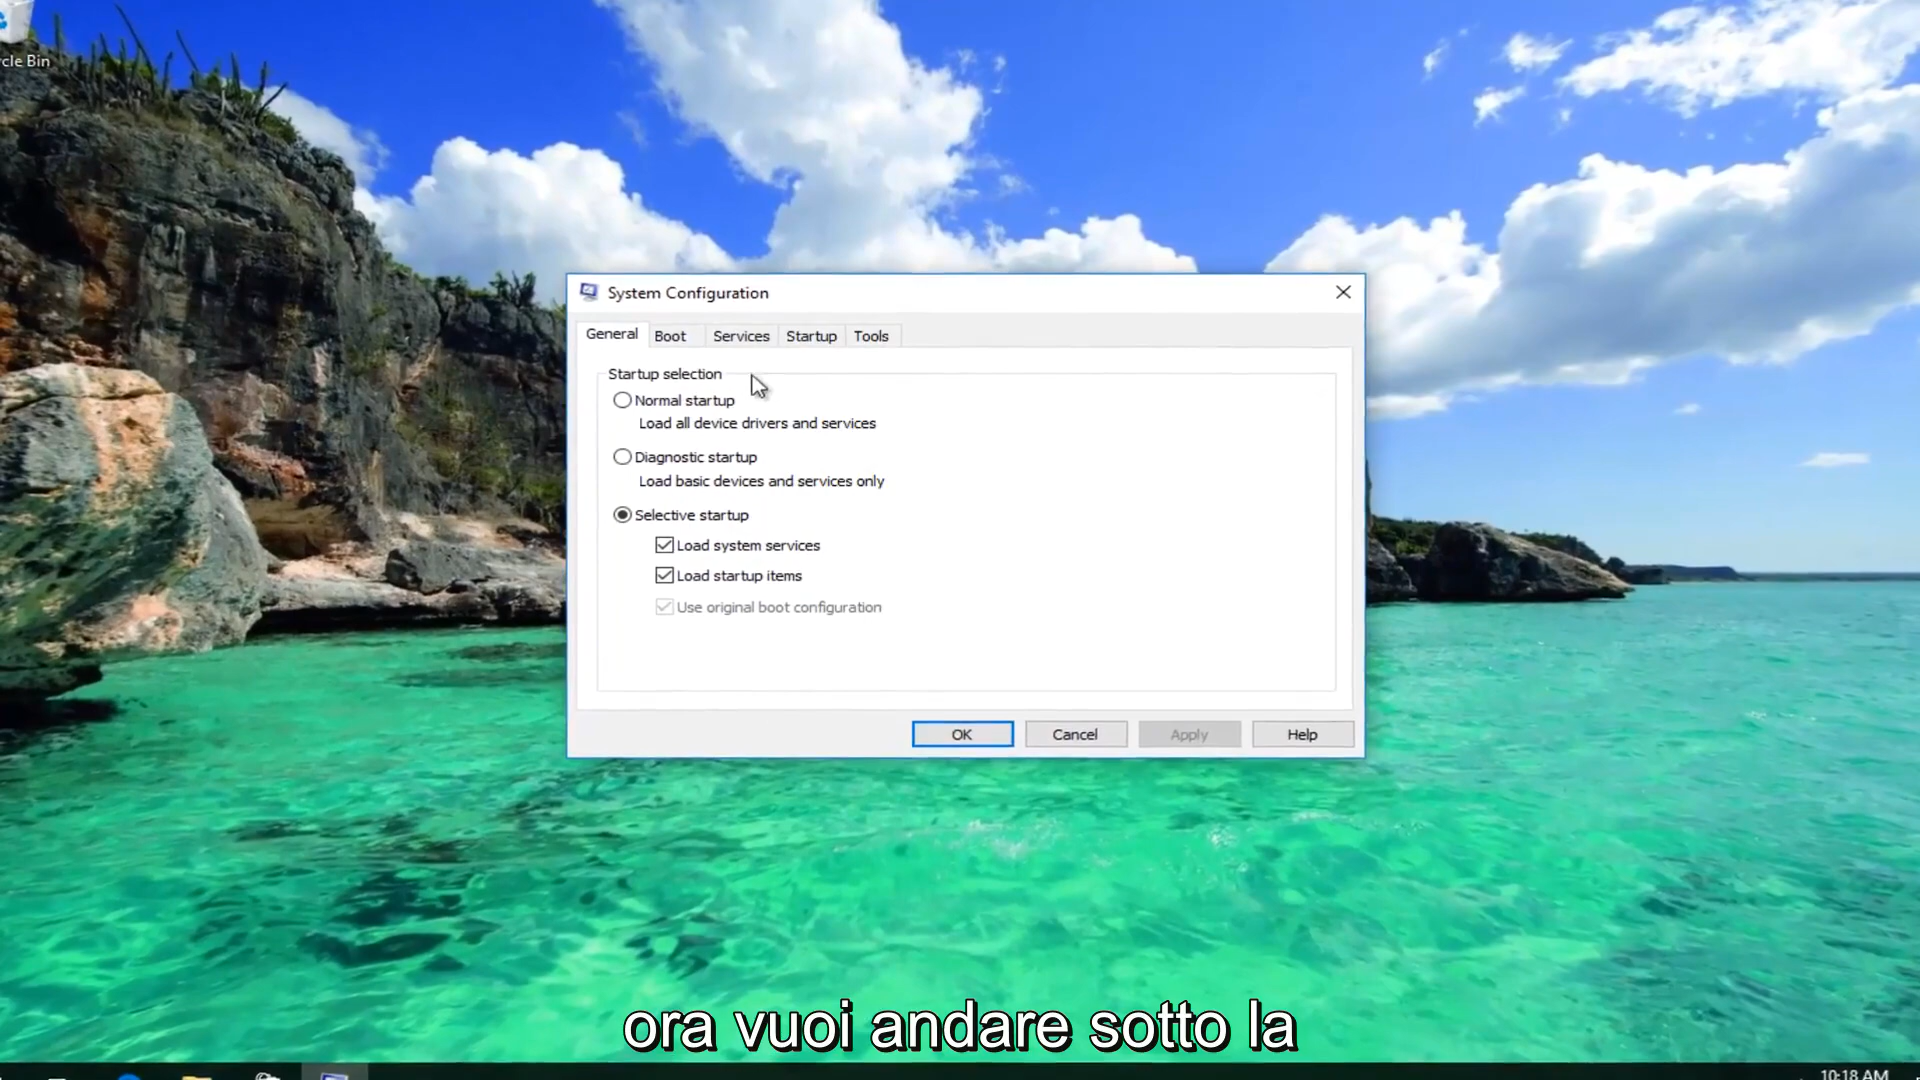 cle Bin
System Configuration
General Boot Services Startup Tools
Startup selection
Normal startup
Load all device drivers and services
Diagnostic startup
Load basic devices and services only
Selective startup
Load system services
Load startup items
Use original boot configuration
OK Cancel Apply Help
ora vuoi andare sotto la
10:18 AM